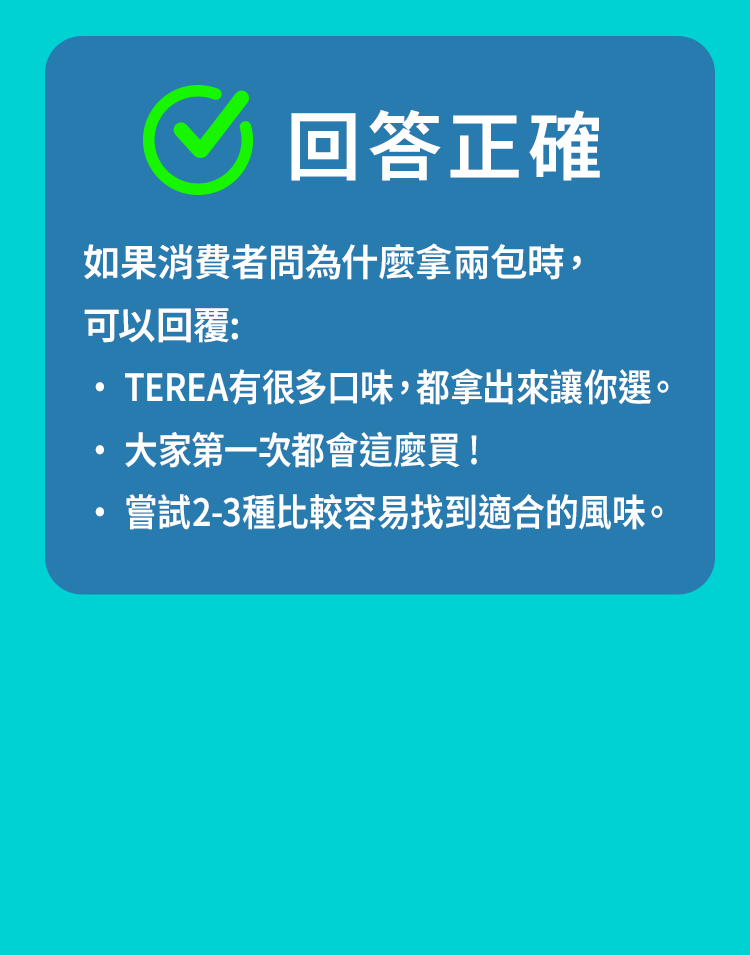 回答正確
如果消費者問為什麼拿兩包時，
可以回覆:
• TEREA有很多口味，都拿出來讓你選。
• 大家第一次都會這麼買！
• 嘗試2-3種比較容易找到適合的風味。